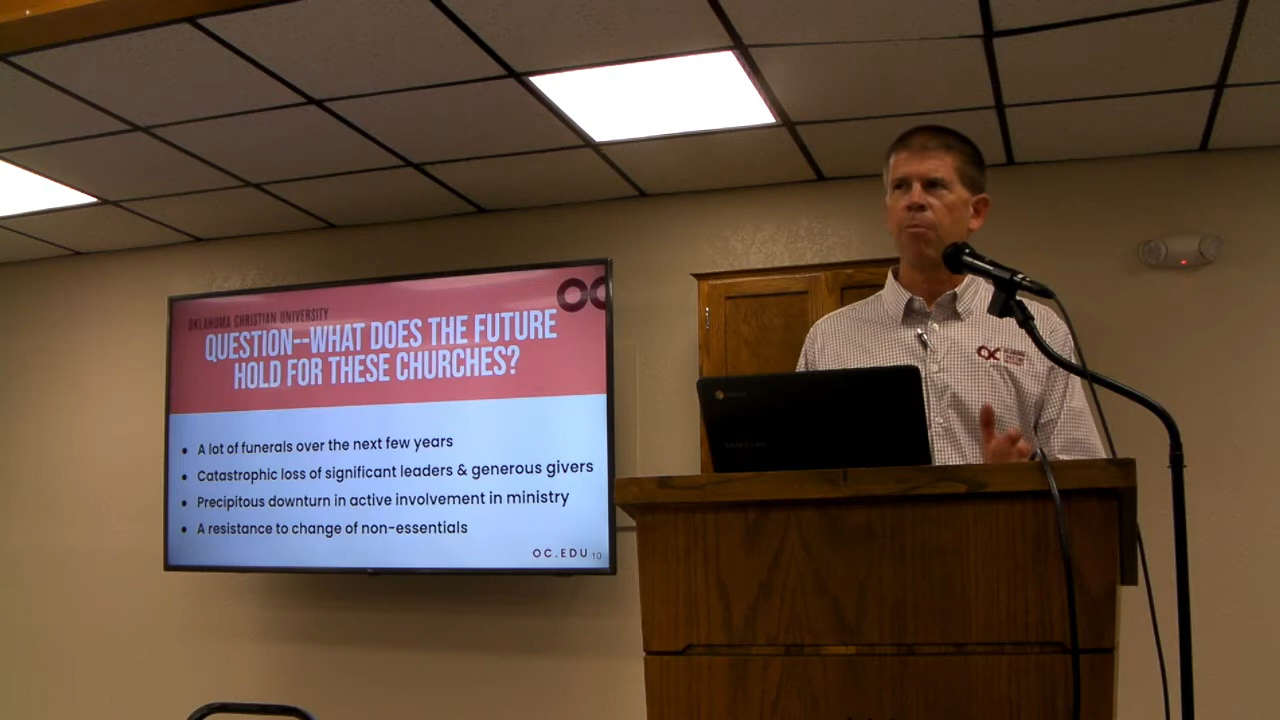 OC
OKLAHOMA CHRISTIAN UNIVERSITY
QUESTION--WHAT DOES THE FUTURE
HOLD FOR THESE CHURCHES?
• A lot of funerals over the next few years
• Catastrophic loss of significant leaders & generous givers
• Precipitous downturn in active involvement in ministry
• A resistance to change of non-essentials
OC.EDU 10
OC